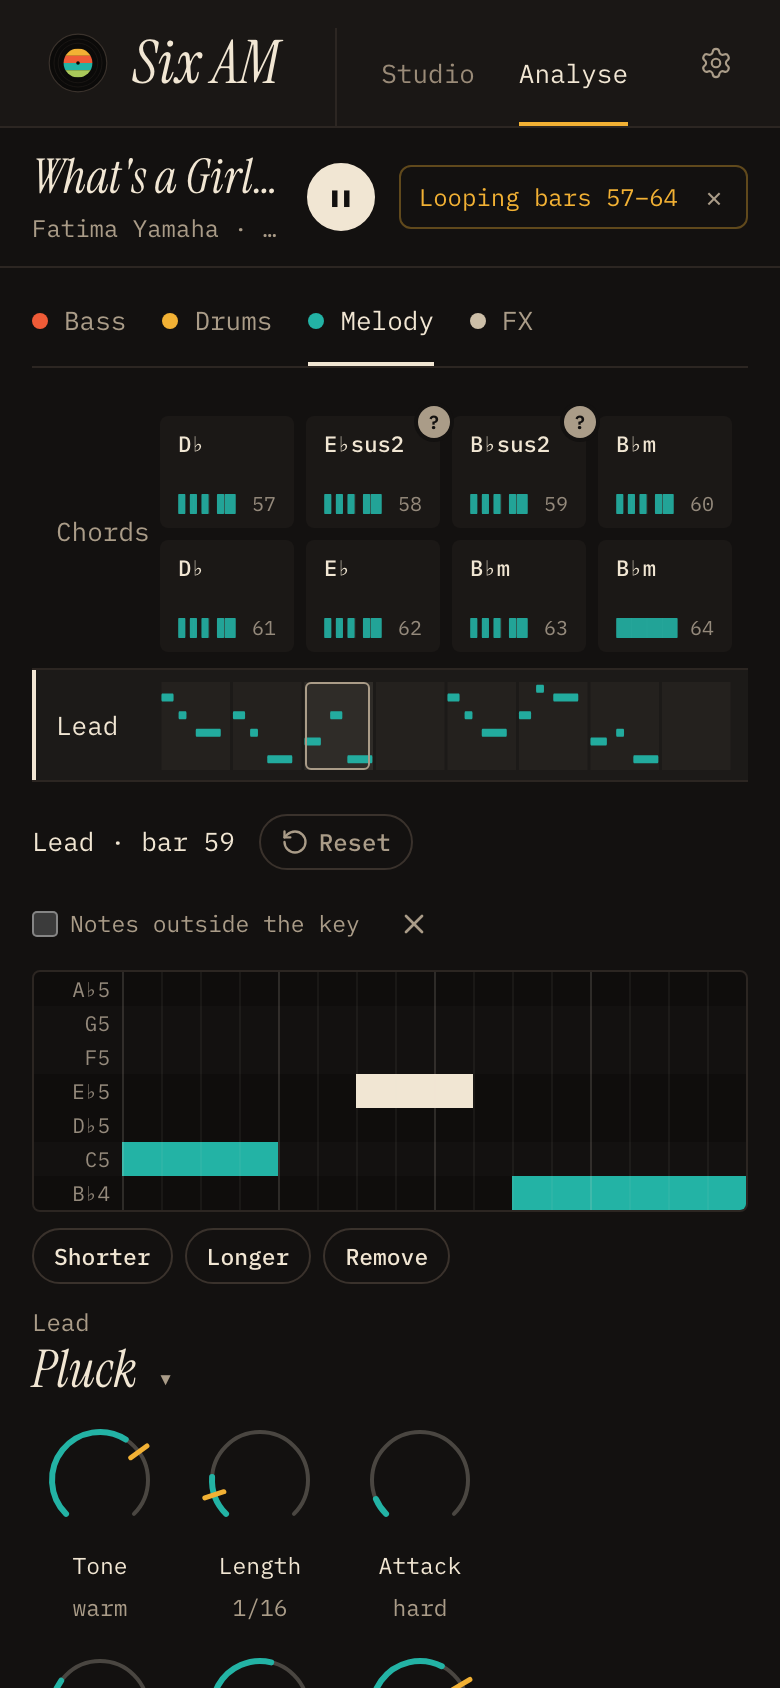 Six AM
Studio Analyse
What's a Girl…
Fatima Yamaha · …
Looping bars 57–64 ×
Bass Drums Melody FX
Chords
D♭ 57
E♭sus2 ? 58
B♭sus2 ? 59
B♭m 60
D♭ 61
E♭ 62
B♭m 63
B♭m 64
Lead
Lead · bar 59 Reset
Notes outside the key
A♭5
G5
F5
E♭5
D♭5
C5
B♭4
Shorter Longer Remove
Lead
Pluck ▾
Tone Length Attack
warm 1/16 hard